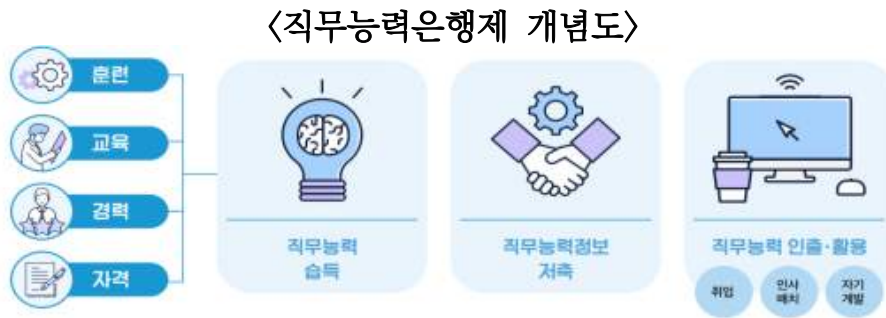 <직무능력은행제 개념도>
훈련
교육
경력
자격
직무능력
습득
직무능력정보
저축
직무능력 인출·활용
취업
인사
배치
자기
개발